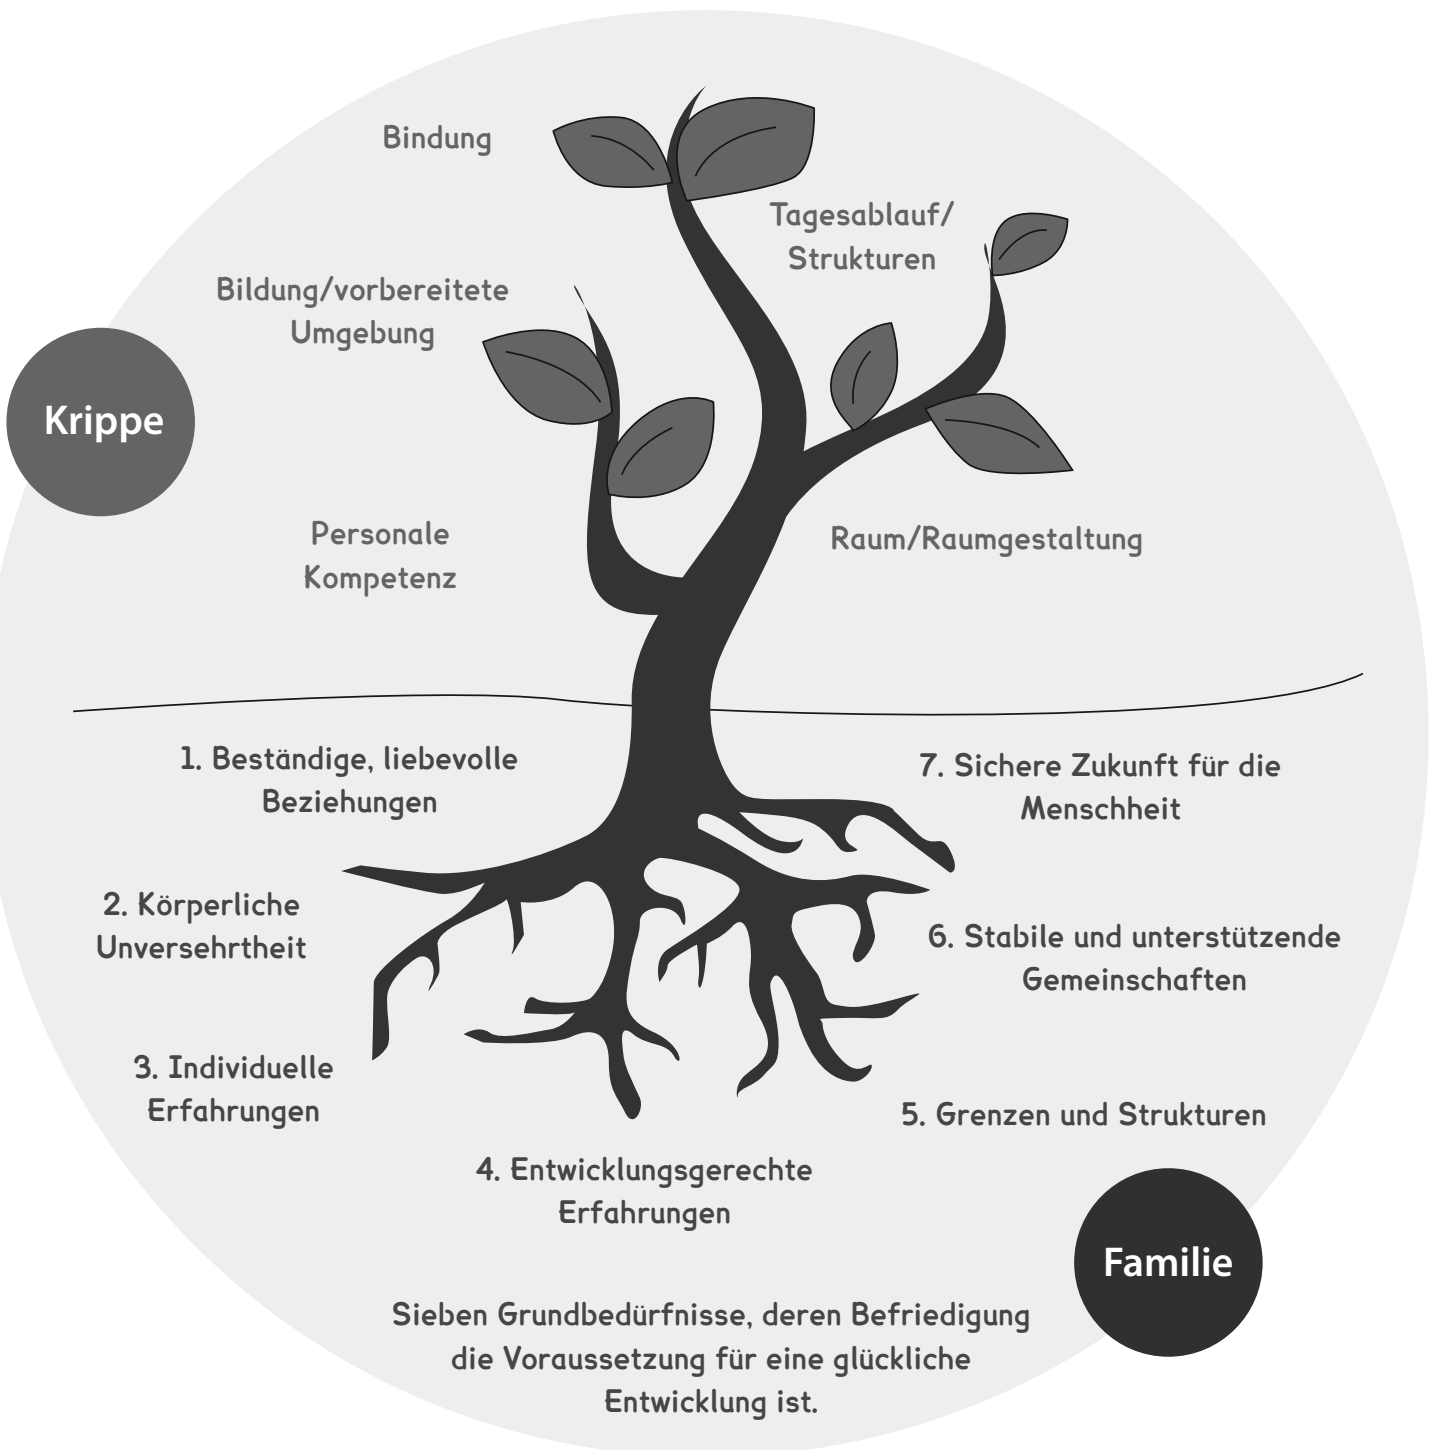 Bindung
Tagesablauf/
Strukturen
Bildung/vorbereitete
Umgebung
Krippe
Personale
Kompetenz
Raum/Raumgestaltung
1. Beständige, liebevolle
Beziehungen
7. Sichere Zukunft für die
Menschheit
2. Körperliche
Unversehrtheit
6. Stabile und unterstützende
Gemeinschaften
3. Individuelle
Erfahrungen
5. Grenzen und Strukturen
4. Entwicklungsgerechte
Erfahrungen
Familie
Sieben Grundbedürfnisse, deren Befriedigung
die Voraussetzung für eine glückliche
Entwicklung ist.